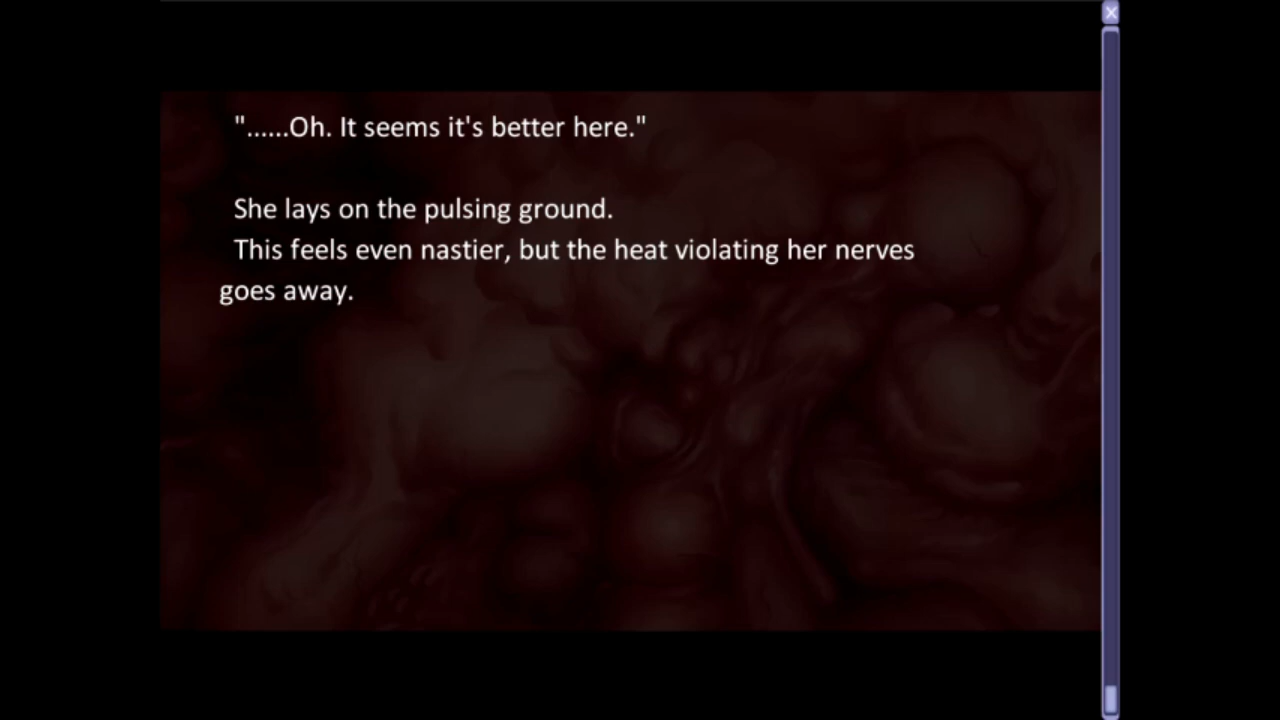 "......Oh. It seems it's better here."
She lays on the pulsing ground.
This feels even nastier, but the heat violating her nerves
goes away.